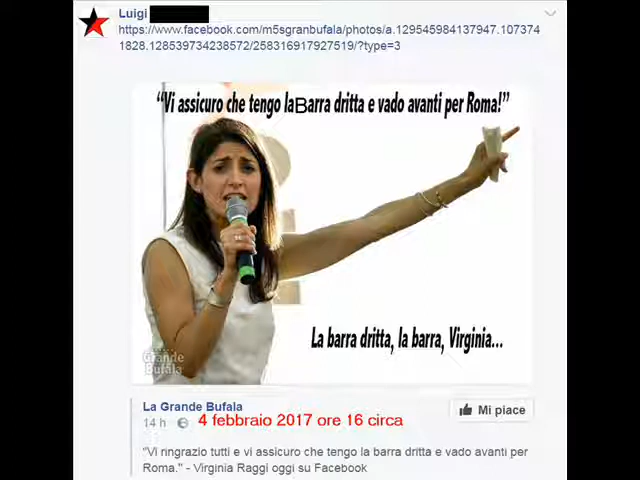 Luigi
https://www.facebook.com/m5sgranbufala/photos/a.129545984137947.107374
1828.128539734238572/258316917927519/?type=3
“Vi assicuro che tengo laBarra dritta e vado avanti per Roma!”
La barra dritta, la barra, Virginia...
Grande
Bufala
La Grande Bufala
Mi piace
14 h
4 febbraio 2017 ore 16 circa
"Vi ringrazio tutti e vi assicuro che tengo la barra dritta e vado avanti per
Roma." - Virginia Raggi oggi su Facebook